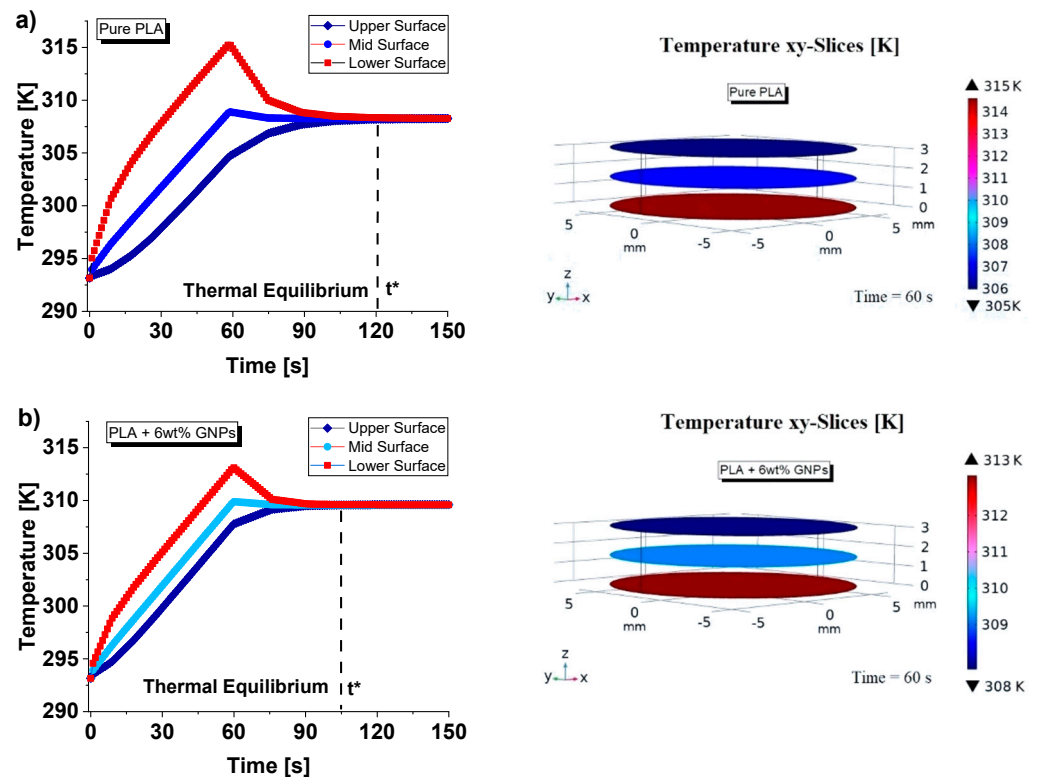 a)
Pure PLA
Upper Surface
Mid Surface
Lower Surface
Temperature [K]
315
310
305
300
295
290
Thermal Equilibrium
t*
0 30 60 90 120 150
Time [s]
Temperature xy-Slices [K]
Pure PLA
3
2
1
0
mm
5
0
mm
-5
-5
0
mm
5
z
y
x
Time = 60 s
▲ 315 K
314
313
312
311
310
309
308
307
306
▼ 305K
b)
PLA + 6wt% GNPs
Upper Surface
Mid Surface
Lower Surface
Temperature [K]
315
310
305
300
295
290
Thermal Equilibrium
t*
0 30 60 90 120 150
Time [s]
Temperature xy-Slices [K]
PLA + 6wt% GNPs
3
2
1
0
5
0
mm
-5
-5
0
mm
5
z
y
x
Time = 60 s
▲ 313 K
312
311
310
309
▼ 308 K